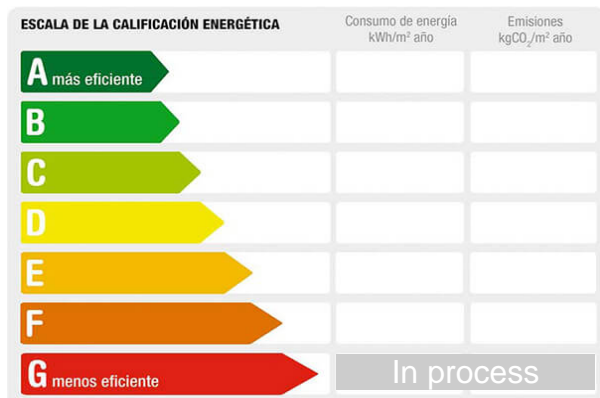 ESCALA DE LA CALIFICACIÓN ENERGÉTICA
Consumo de energía
kWh/m² año
Emisiones
kgCO₂/m² año
A más eficiente
B
C
D
E
F
G menos eficiente
In process